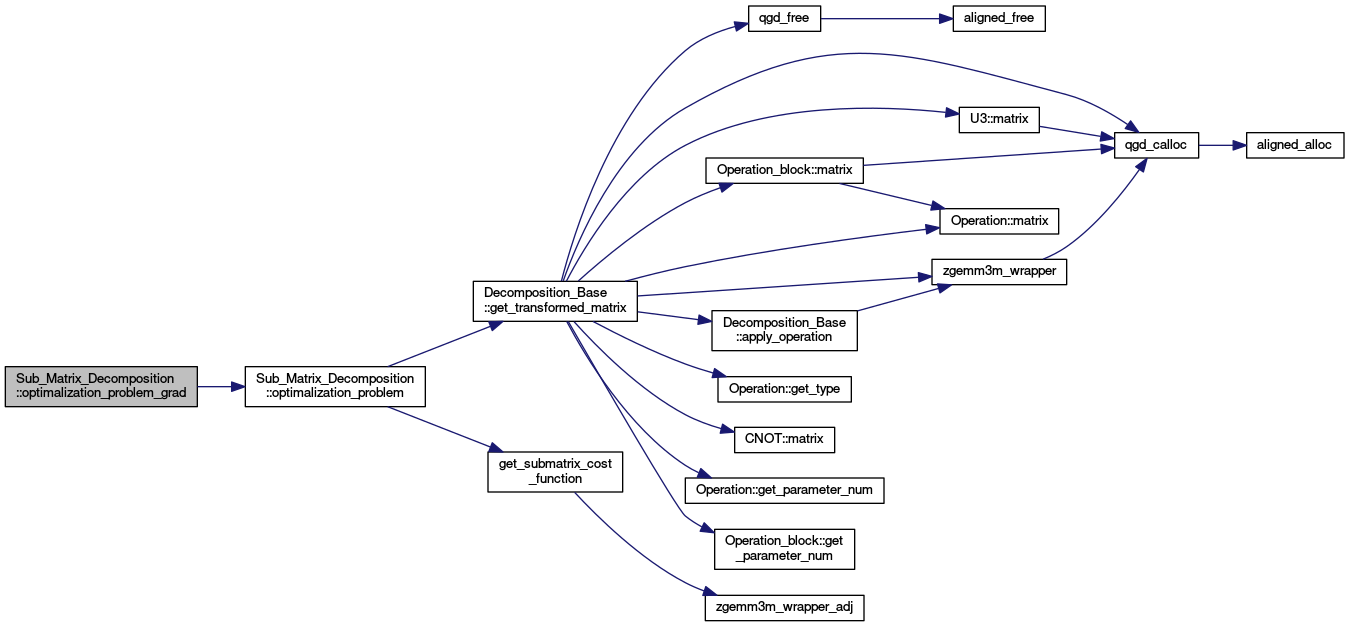 Sub_Matrix_Decomposition
::optimalization_problem_grad
Sub_Matrix_Decomposition
::optimalization_problem
Decomposition_Base
::get_transformed_matrix
get_submatrix_cost
_function
qgd_free
aligned_free
U3::matrix
qgd_calloc
aligned_alloc
Operation_block::matrix
Operation::matrix
zgemm3m_wrapper
Decomposition_Base
::apply_operation
Operation::get_type
CNOT::matrix
Operation::get_parameter_num
Operation_block::get
_parameter_num
zgemm3m_wrapper_adj